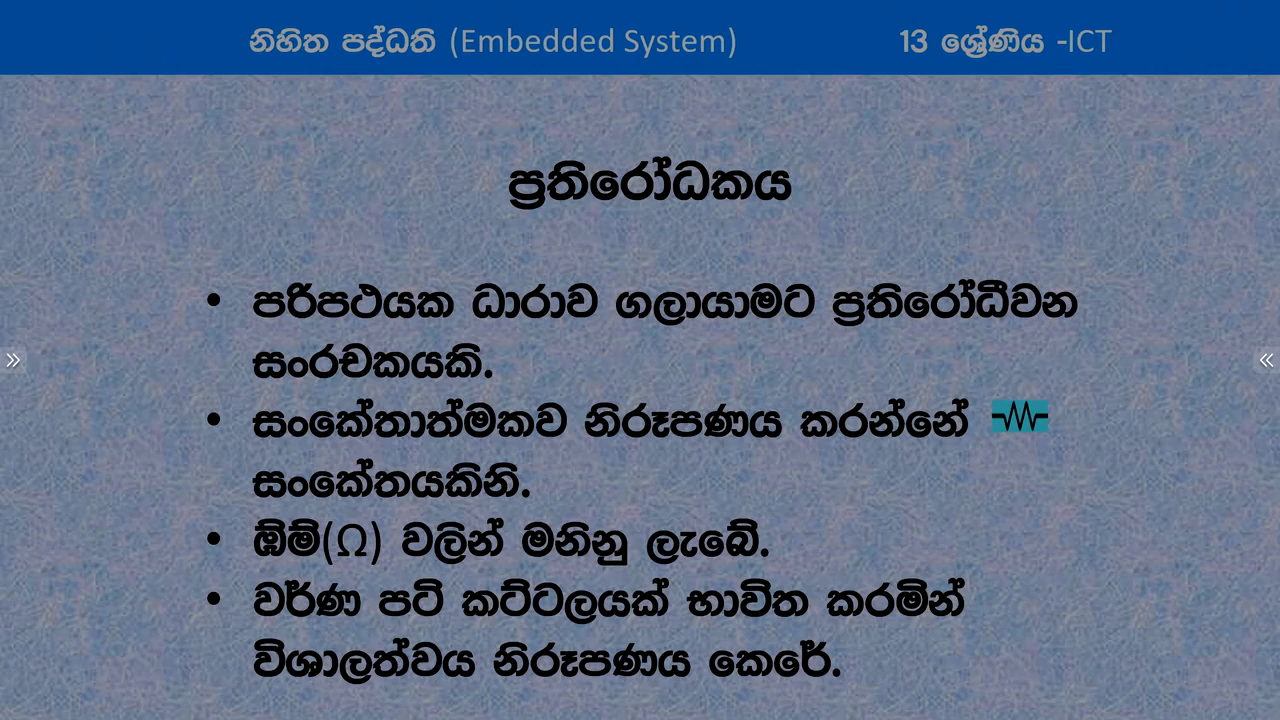 නිහිත පද්ධති (Embedded System) 13 ශ්‍රේණිය -ICT
ප්‍රතිරෝධකය
• පරිපථයක ධාරාව ගලායාමට ප්‍රතිරෝධීවන
සංරචකයකි.
• සංකේතාත්මකව නිරූපණය කරන්නේ
සංකේතයකිනි.
• ඕම්(Ω) වලින් මනිනු ලැබේ.
• වර්ණ පටි කට්ටලයක් භාවිත කරමින්
විශාලත්වය නිරූපණය කෙරේ.